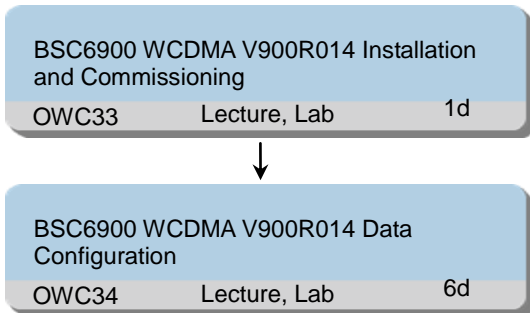 BSC6900 WCDMA V900R014 Installation
and Commissioning
OWC33 Lecture, Lab 1d
BSC6900 WCDMA V900R014 Data
Configuration
OWC34 Lecture, Lab 6d